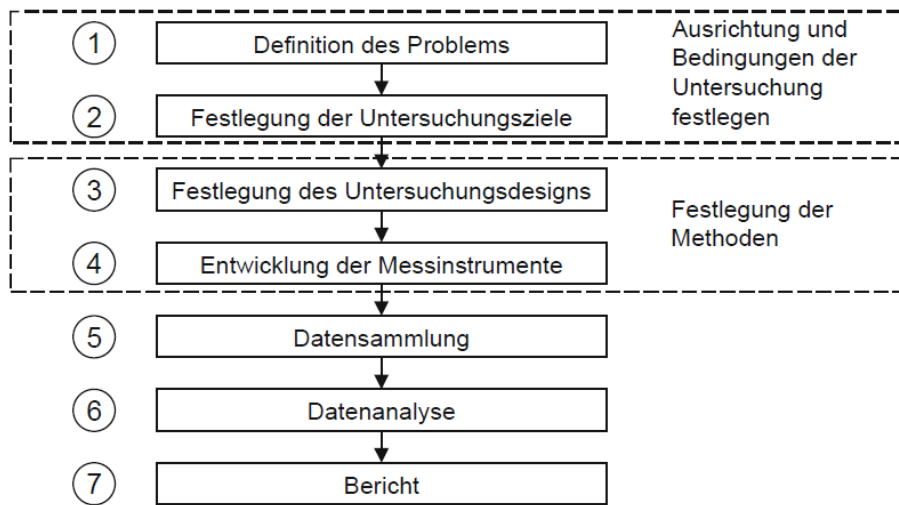 1 Definition des Problems
2 Festlegung der Untersuchungsziele
Ausrichtung und
Bedingungen der
Untersuchung
festlegen
3 Festlegung des Untersuchungsdesigns
4 Entwicklung der Messinstrumente
Festlegung der
Methoden
5 Datensammlung
6 Datenanalyse
7 Bericht